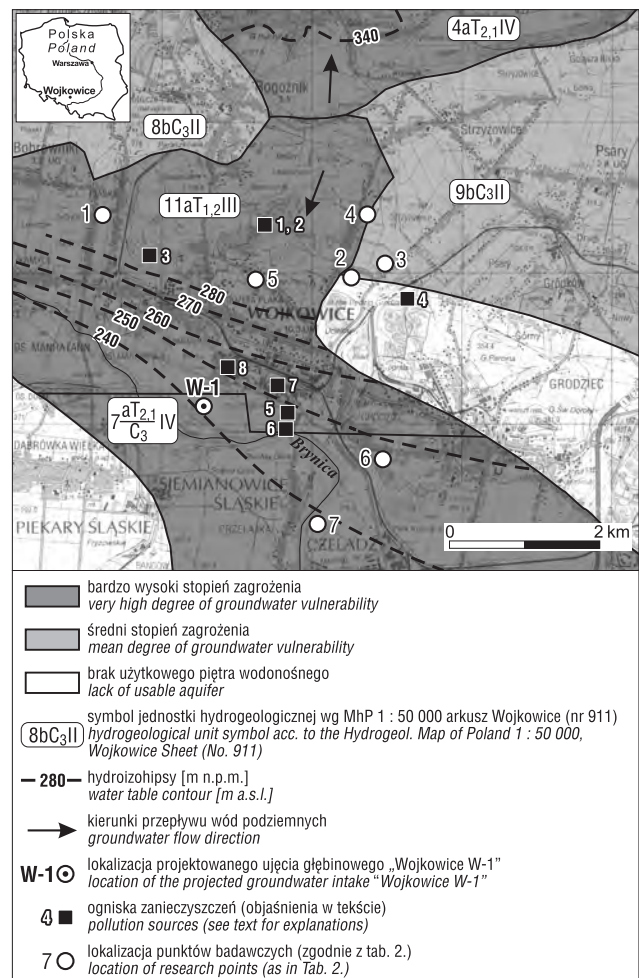 Polska
Poland
Warszawa
Wojkowice
340
4aT2,1IV
Rogoźnik
8bC3II
Strzyżowice
Psary
Bobrowniki
9bC3II
1
11aT1,2III
1, 2
4
3
2
3
5
4
280
270
WOJKOWICE
260
250
240
GRODZIEC
8
7
W-1
5
7 aT2,1/C3 IV
6
Brynica
6
SIEMIANOWICE
ŚLĄSKIE
PIEKARY ŚLĄSKIE
7
CZELADŹ
0 2 km
bardzo wysoki stopień zagrożenia
very high degree of groundwater vulnerability
średni stopień zagrożenia
mean degree of groundwater vulnerability
brak użytkowego piętra wodonośnego
lack of usable aquifer
8bC3II
symbol jednostki hydrogeologicznej wg MhP 1 : 50 000 arkusz Wojkowice (nr 911)
hydrogeological unit symbol acc. to the Hydrogeol. Map of Poland 1 : 50 000,
Wojkowice Sheet (No. 911)
280 hydroizohipsy [m n.p.m.]
water table contour [m a.s.l.]
kierunki przepływu wód podziemnych
groundwater flow direction
W-1 lokalizacja projektowanego ujęcia głębinowego „Wojkowice W-1”
location of the projected groundwater intake “Wojkowice W-1”
4 ogniska zanieczyszczeń (objaśnienia w tekście)
pollution sources (see text for explanations)
7 lokalizacja punktów badawczych (zgodnie z tab. 2.)
location of research points (as in Tab. 2.)